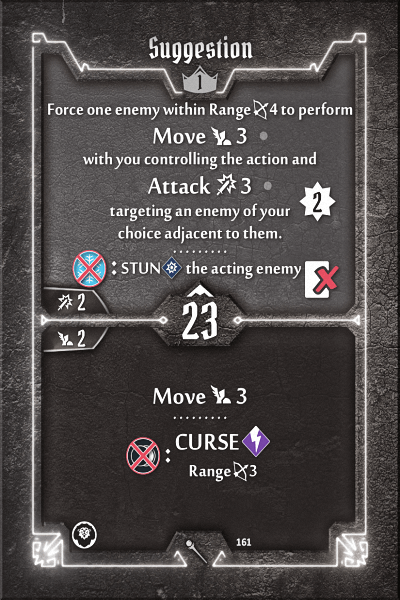 Suggestion
1
Force one enemy within Range 4 to perform
Move 3
with you controlling the action and
Attack 3
targeting an enemy of your
choice adjacent to them.
2
: STUN the acting enemy
2
23
2
Move 3
: CURSE
Range 3
161